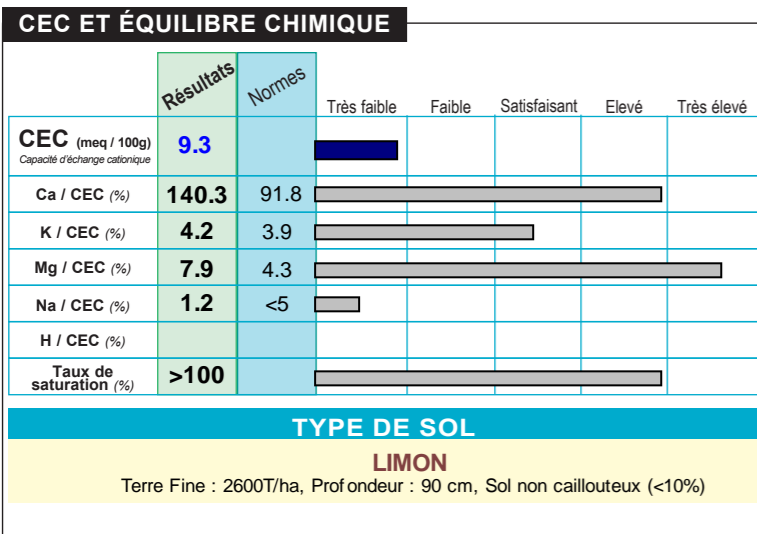 CEC ET ÉQUILIBRE CHIMIQUE
Résultats Normes Très faible Faible Satisfaisant Elevé Très élevé
CEC (meq / 100g) 9.3
Capacité d'échange cationique
Ca / CEC (%) 140.3 91.8
K / CEC (%) 4.2 3.9
Mg / CEC (%) 7.9 4.3
Na / CEC (%) 1.2 <5
H / CEC (%)
Taux de
saturation (%) >100
TYPE DE SOL
LIMON
Terre Fine : 2600T/ha, Profondeur : 90 cm, Sol non caillouteux (<10%)